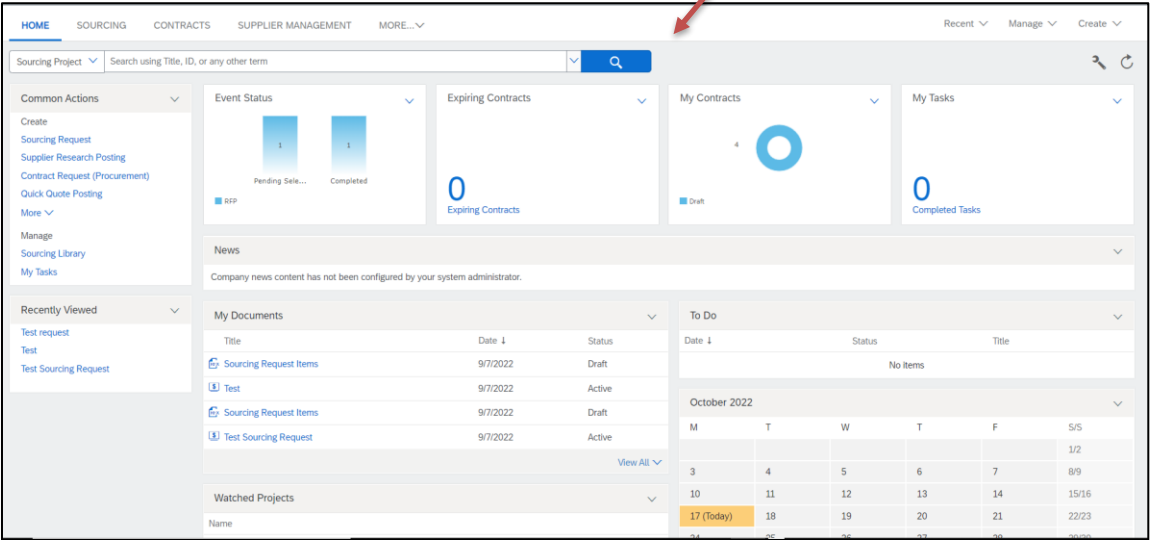 HOME SOURCING CONTRACTS SUPPLIER MANAGEMENT MORE... Recent Manage Create
Sourcing Project Search using Title, ID, or any other term
Common Actions
Create
Sourcing Request
Supplier Research Posting
Contract Request (Procurement)
Quick Quote Posting
More
Manage
Sourcing Library
My Tasks
Recently Viewed
Test request
Test
Test Sourcing Request
Event Status
1 1
Pending Sele... Completed
RFP
Expiring Contracts
0
Expiring Contracts
My Contracts
4
Draft
My Tasks
0
Completed Tasks
News
Company news content has not been configured by your system administrator.
My Documents
Title Date ↓ Status
Sourcing Request Items 9/7/2022 Draft
Test 9/7/2022 Active
Sourcing Request Items 9/7/2022 Draft
Test Sourcing Request 9/7/2022 Active
View All
Watched Projects
Name
To Do
Date ↓ Status Title
No items
October 2022
M T W T F S/S
1/2
3 4 5 6 7 8/9
10 11 12 13 14 15/16
17 (Today) 18 19 20 21 22/23